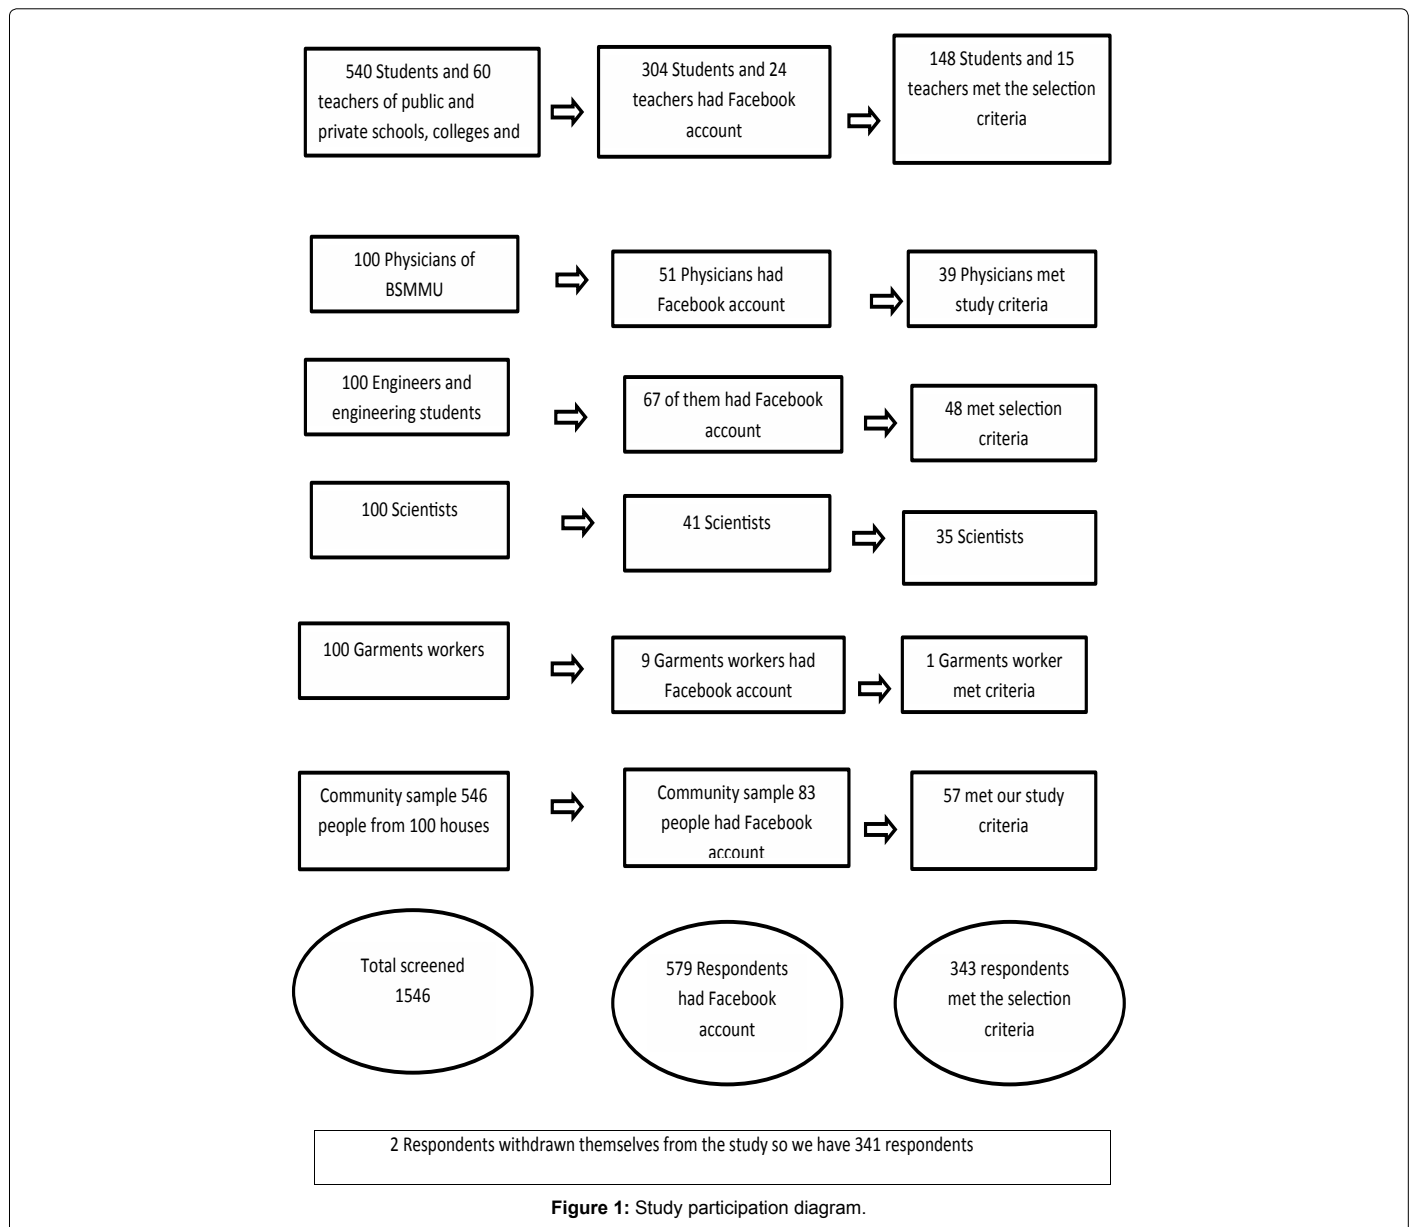 540 Students and 60
teachers of public and
private schools, colleges and
304 Students and 24
teachers had Facebook
account
148 Students and 15
teachers met the selection
criteria
100 Physicians of
BSMMU
51 Physicians had
Facebook account
39 Physicians met
study criteria
100 Engineers and
engineering students
67 of them had Facebook
account
48 met selection
criteria
100 Scientists
41 Scientists
35 Scientists
100 Garments workers
9 Garments workers had
Facebook account
1 Garments worker
met criteria
Community sample 546
people from 100 houses
Community sample 83
people had Facebook
account
57 met our study
criteria
Total screened
1546
579 Respondents
had Facebook
account
343 respondents
met the selection
criteria
2 Respondents withdrawn themselves from the study so we have 341 respondents
Figure 1: Study participation diagram.